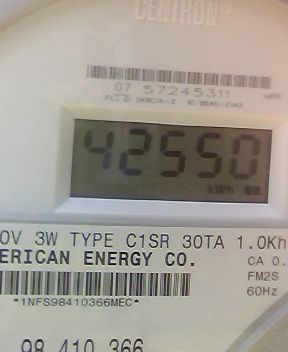 CENTRON®
07 57245311
42550
kWh
0V 3W TYPE C1SR 30TA 1.0Kh
ERICAN ENERGY CO.
CA 0.
FM2S
60Hz
*1NFS98410366MEC*
98 410 366